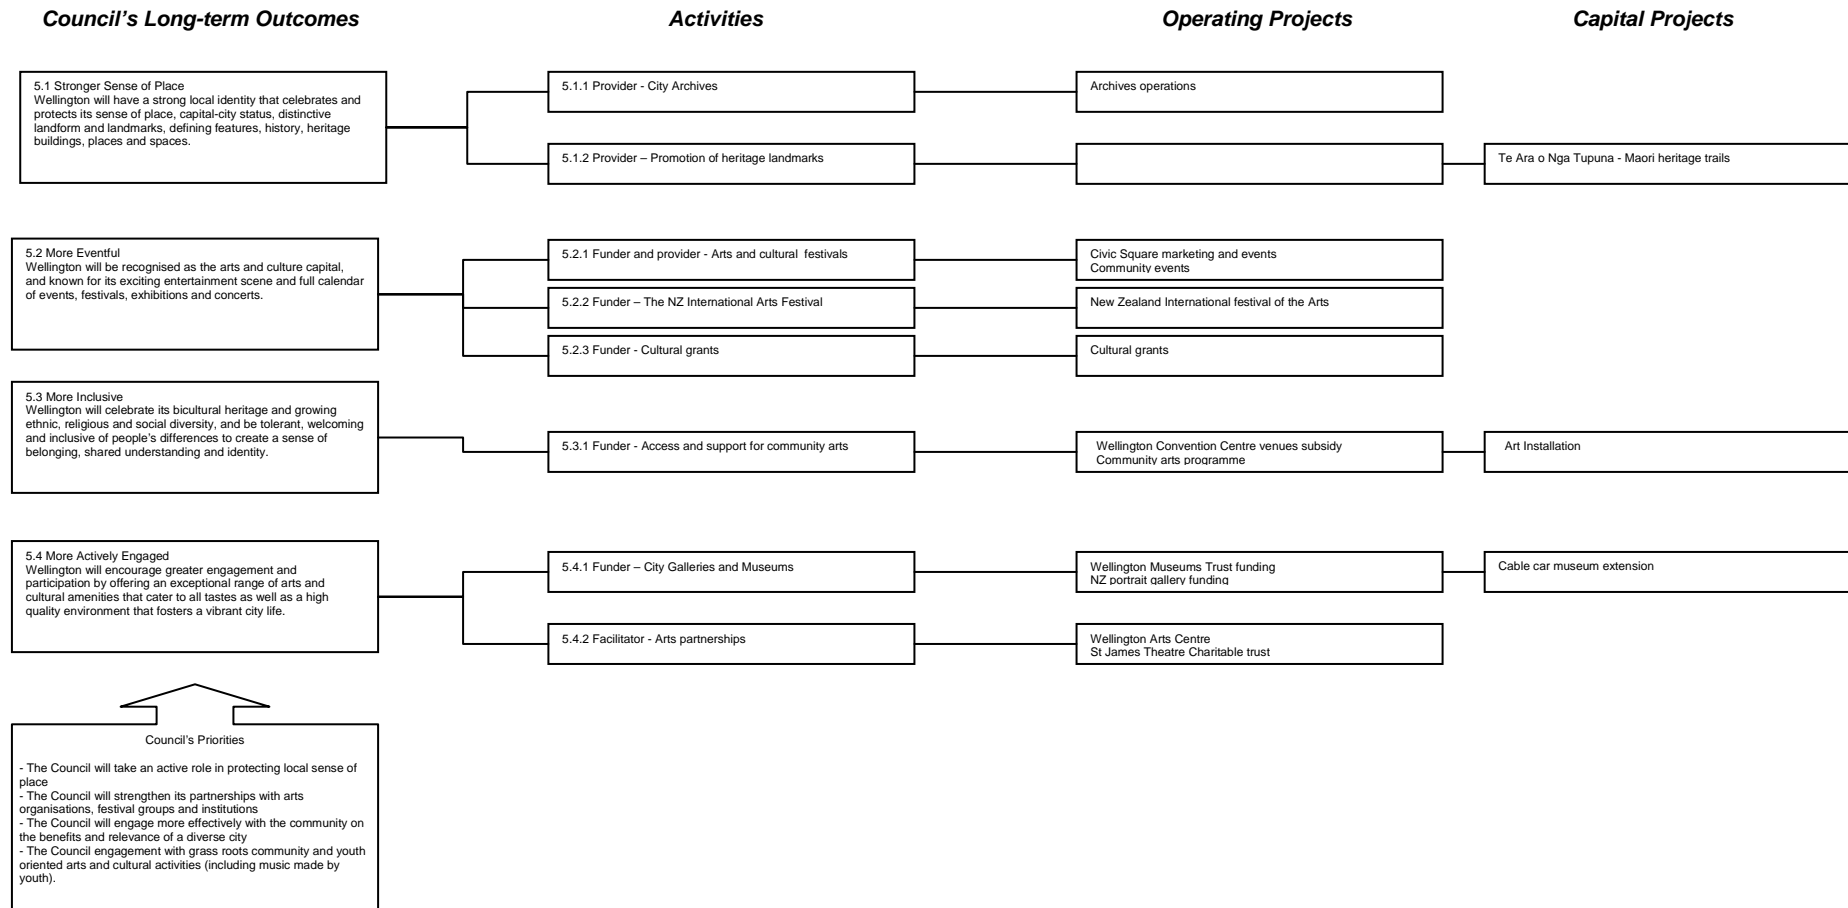 Council's Long-term Outcomes
Activities
Operating Projects
Capital Projects
5.1 Stronger Sense of Place
Wellington will have a strong local identity that celebrates and
protects its sense of place, capital-city status, distinctive
landform and landmarks, defining features, history, heritage
buildings, places and spaces.
5.1.1 Provider - City Archives
Archives operations
5.1.2 Provider – Promotion of heritage landmarks
Te Ara o Nga Tupuna - Maori heritage trails
5.2 More Eventful
Wellington will be recognised as the arts and culture capital,
and known for its exciting entertainment scene and full calendar
of events, festivals, exhibitions and concerts.
5.2.1 Funder and provider - Arts and cultural festivals
Civic Square marketing and events
Community events
5.2.2 Funder – The NZ International Arts Festival
New Zealand International festival of the Arts
5.2.3 Funder - Cultural grants
Cultural grants
5.3 More Inclusive
Wellington will celebrate its bicultural heritage and growing
ethnic, religious and social diversity, and be tolerant, welcoming
and inclusive of people's differences to create a sense of
belonging, shared understanding and identity.
5.3.1 Funder - Access and support for community arts
Wellington Convention Centre venues subsidy
Community arts programme
Art Installation
5.4 More Actively Engaged
Wellington will encourage greater engagement and
participation by offering an exceptional range of arts and
cultural amenities that cater to all tastes as well as a high
quality environment that fosters a vibrant city life.
5.4.1 Funder – City Galleries and Museums
Wellington Museums Trust funding
NZ portrait gallery funding
Cable car museum extension
5.4.2 Facilitator - Arts partnerships
Wellington Arts Centre
St James Theatre Charitable trust
Council's Priorities
- The Council will take an active role in protecting local sense of
place
- The Council will strengthen its partnerships with arts
organisations, festival groups and institutions
- The Council will engage more effectively with the community on
the benefits and relevance of a diverse city
- The Council engagement with grass roots community and youth
oriented arts and cultural activities (including music made by
youth).